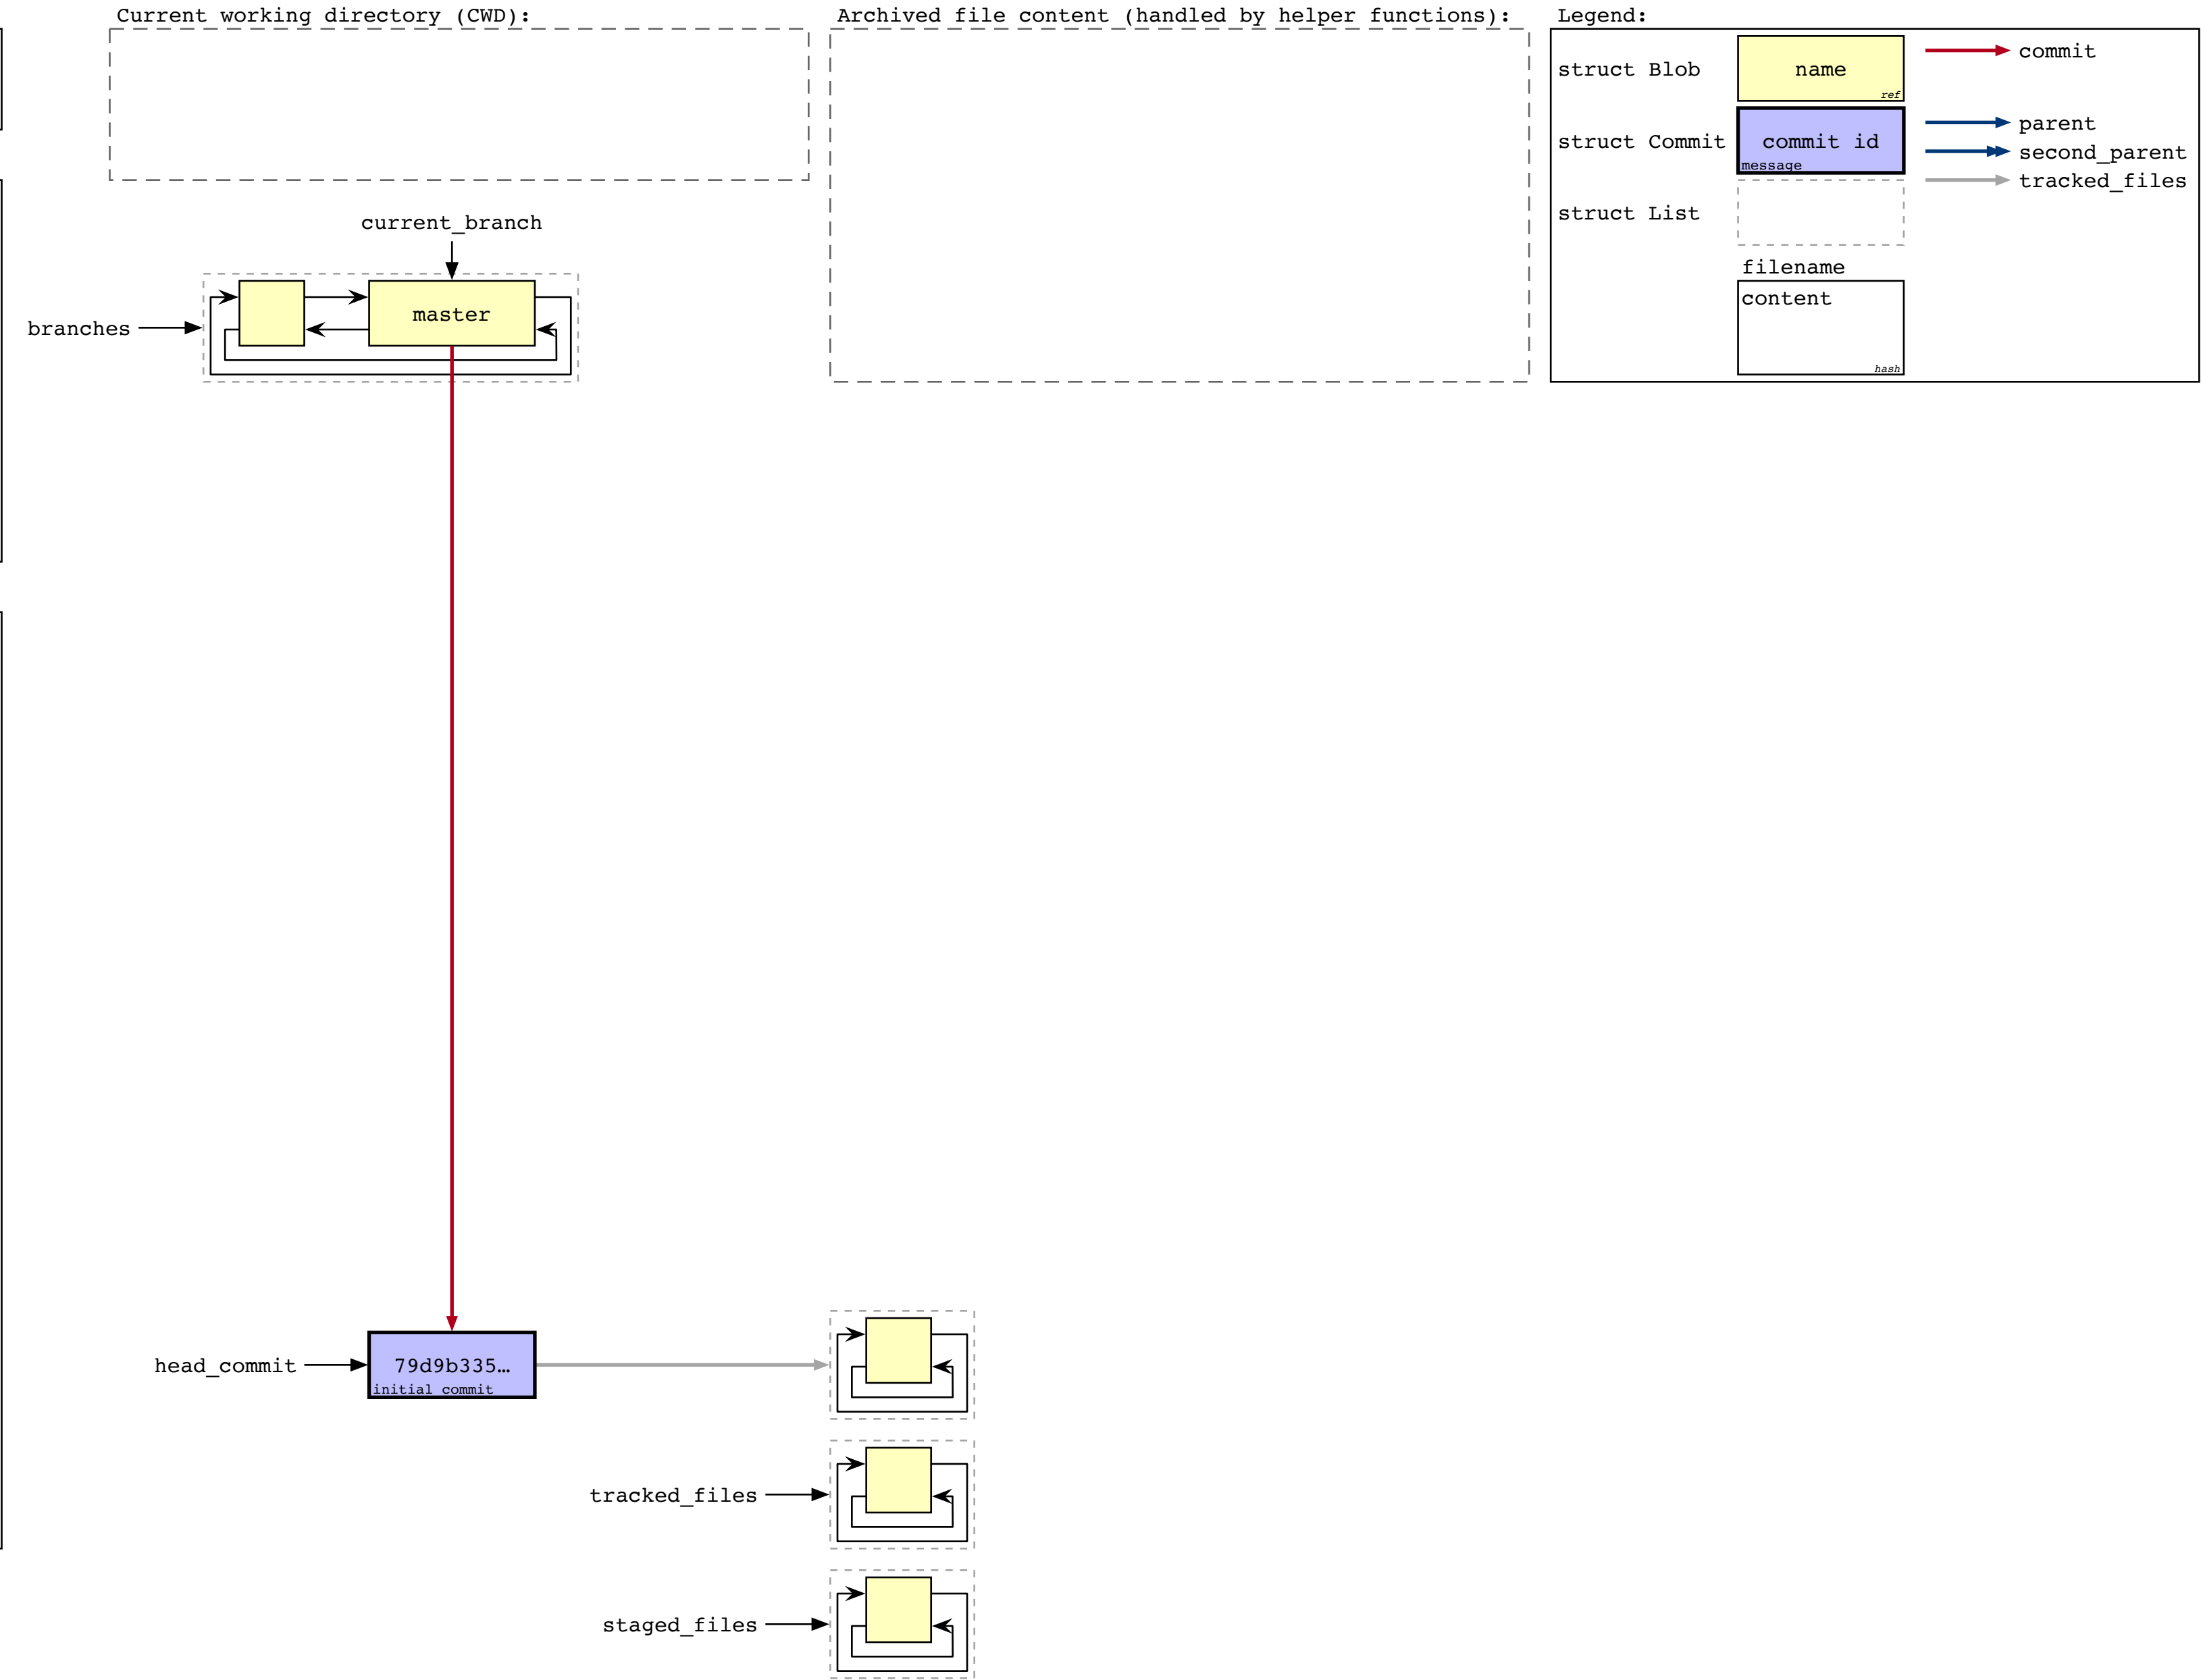 Current working directory (CWD):
Archived file content (handled by helper functions):
Legend:
struct Blob
name
ref
commit
struct Commit
commit id
message
parent
second_parent
tracked_files
struct List
filename
content
hash
current_branch
branches
master
head_commit
79d9b335…
initial commit
tracked_files
staged_files